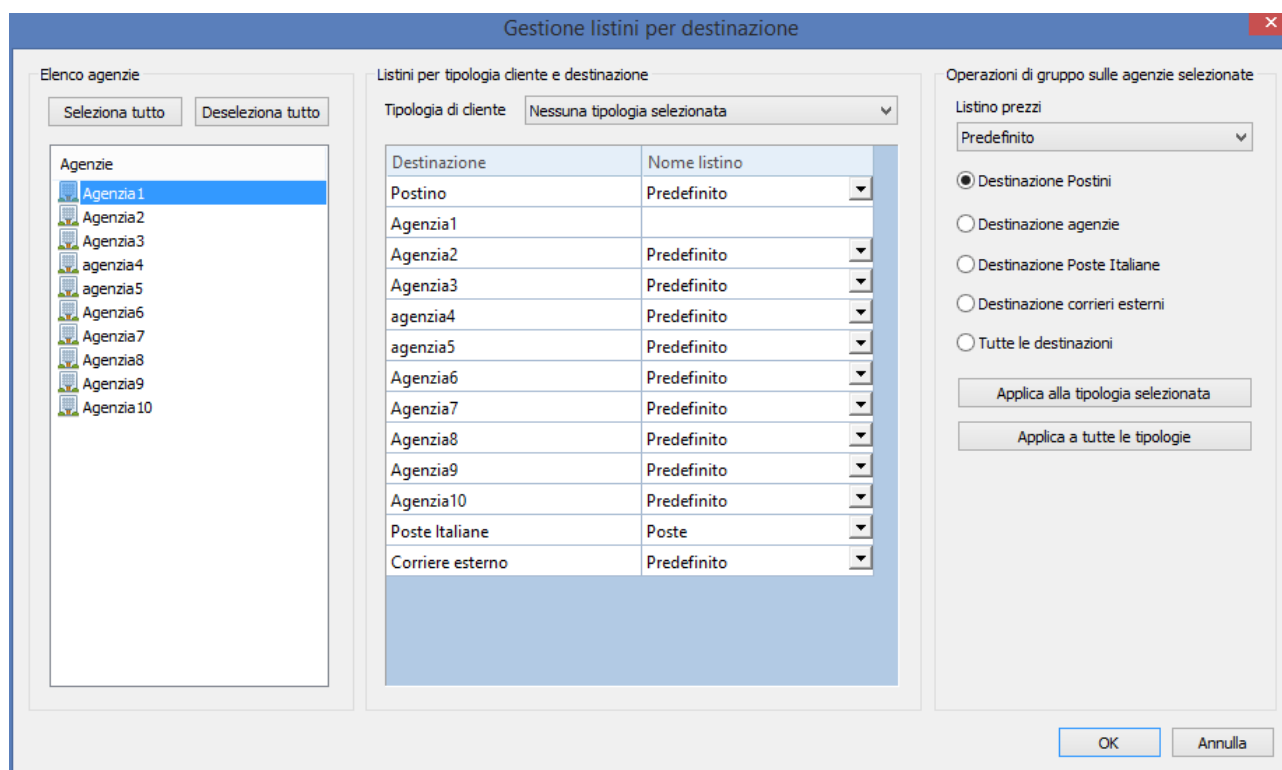 Gestione listini per destinazione
Elenco agenzie
Seleziona tutto
Deseleziona tutto
Agenzie
Agenzia1
Agenzia2
Agenzia3
agenzia4
agenzia5
Agenzia6
Agenzia7
Agenzia8
Agenzia9
Agenzia10
Listini per tipologia cliente e destinazione
Tipologia di cliente Nessuna tipologia selezionata
Destinazione Nome listino
Postino Predefinito
Agenzia1
Agenzia2 Predefinito
Agenzia3 Predefinito
agenzia4 Predefinito
agenzia5 Predefinito
Agenzia6 Predefinito
Agenzia7 Predefinito
Agenzia8 Predefinito
Agenzia9 Predefinito
Agenzia10 Predefinito
Poste Italiane Poste
Corriere esterno Predefinito
Operazioni di gruppo sulle agenzie selezionate
Listino prezzi
Predefinito
Destinazione Postini
Destinazione agenzie
Destinazione Poste Italiane
Destinazione corrieri esterni
Tutte le destinazioni
Applica alla tipologia selezionata
Applica a tutte le tipologie
OK
Annulla